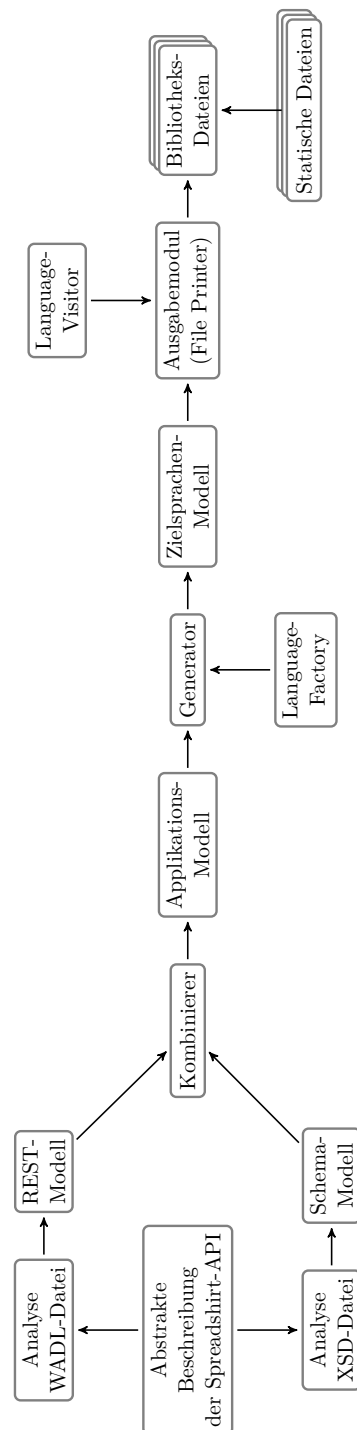 Abstrakte
Beschreibung
der Spreadshirt-API
Analyse
WADL-Datei
REST-
Modell
Analyse
XSD-Datei
Schema-
Modell
Kombinierer
Applikations-
Modell
Generator
Language-
Factory
Zielsprachen-
Modell
Ausgabemodul
(File Printer)
Language-
Visitor
Bibliotheks-
Dateien
Statische Dateien